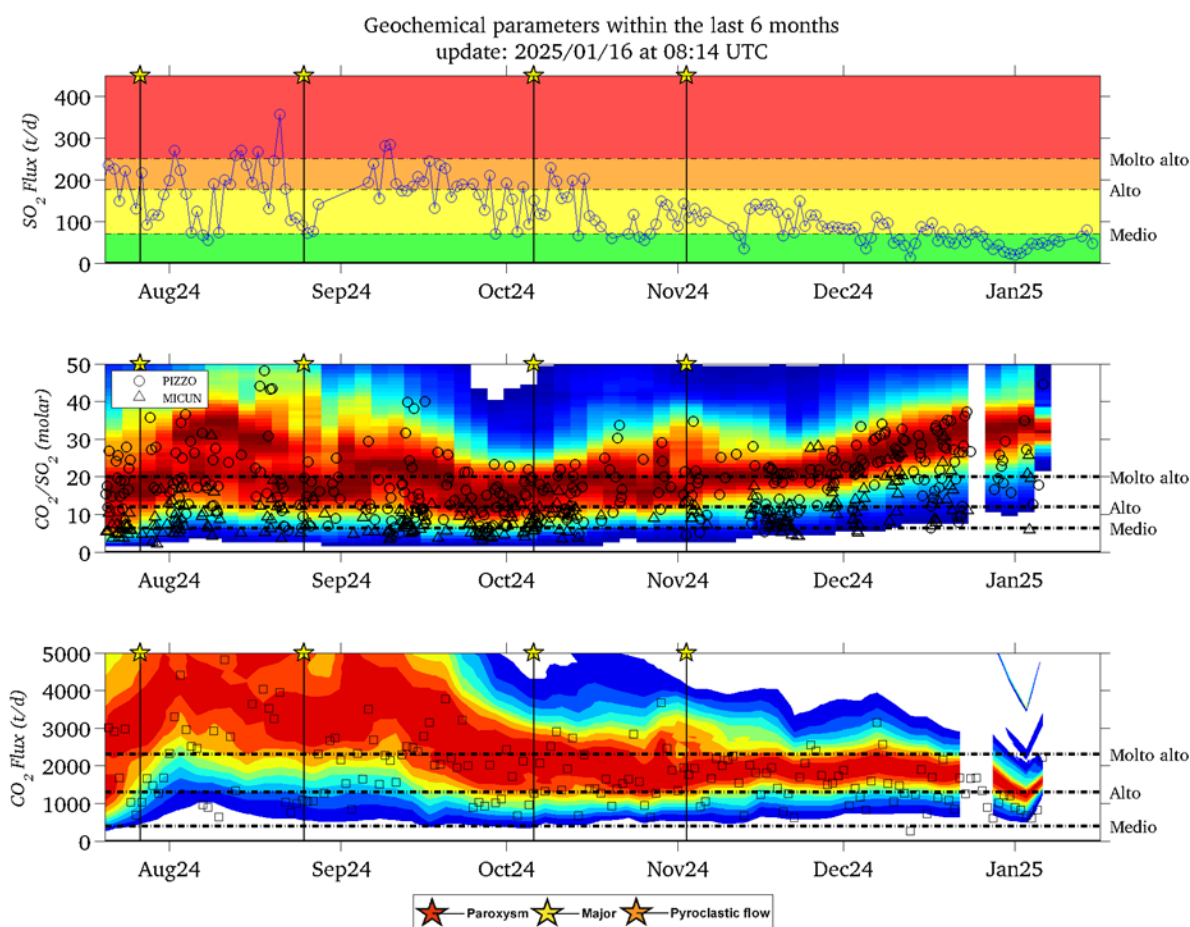 Geochemical parameters within the last 6 months
update: 2025/01/16 at 08:14 UTC
SO2 Flux (t/d)
400
300
200
100
0
Molto alto
Alto
Medio
Aug24 Sep24 Oct24 Nov24 Dec24 Jan25
CO2/SO2 (molar)
50
40
30
20
10
0
PIZZO
MICUN
Molto alto
Alto
Medio
Aug24 Sep24 Oct24 Nov24 Dec24 Jan25
CO2 Flux (t/d)
5000
4000
3000
2000
1000
0
Molto alto
Alto
Medio
Aug24 Sep24 Oct24 Nov24 Dec24 Jan25
Paroxysm Major Pyroclastic flow